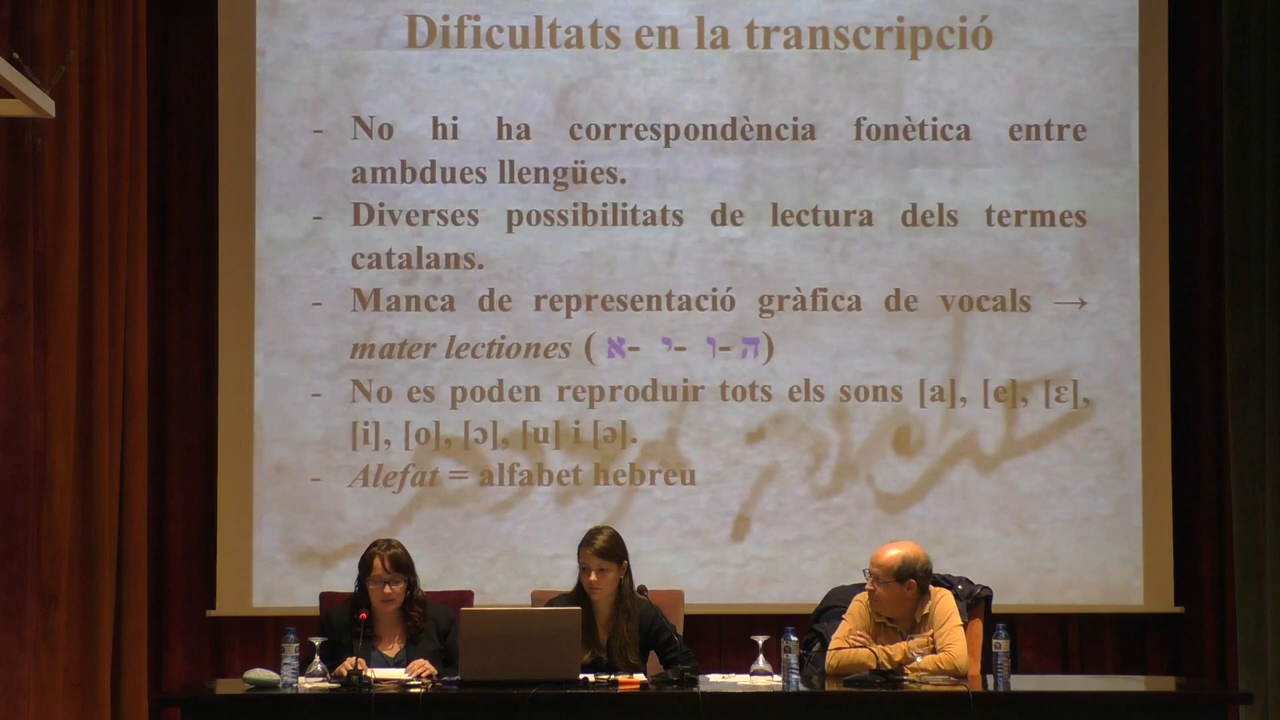 Dificultats en la transcripció
- No hi ha correspondència fonètica entre
ambdues llengües.
- Diverses possibilitats de lectura dels termes
catalans.
- Manca de representació gràfica de vocals →
mater lectiones ( א- י- ו- ה)
- No es poden reproduir tots els sons [a], [e], [ɛ],
[i], [o], [ɔ], [u] i [ə].
- Alefat = alfabet hebreu